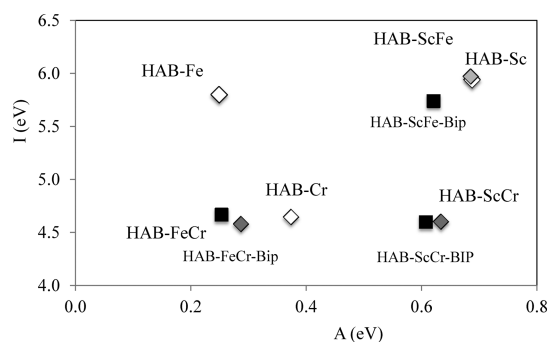 6.5
HAB-ScFe
HAB-Sc
6.0
HAB-Fe
5.5
HAB-ScFe-Bip
I (eV)
5.0
HAB-Cr
HAB-ScCr
4.5
HAB-FeCr
HAB-FeCr-Bip
HAB-ScCr-BIP
4.0
0.0
0.2
0.4
0.6
0.8
A (eV)